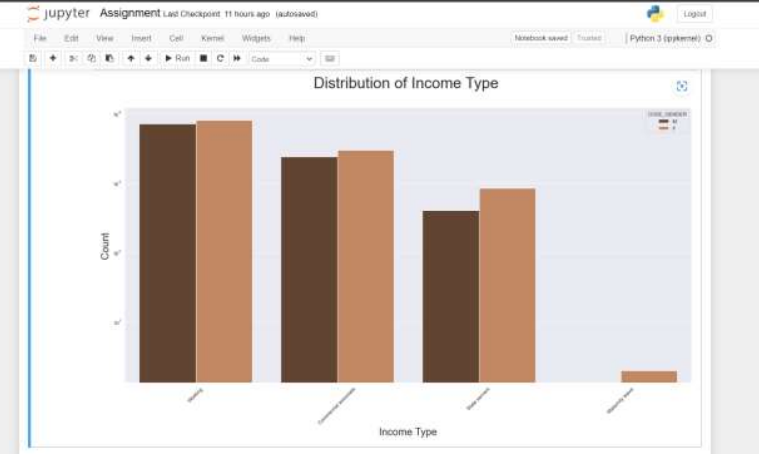 jupyter Assignment Last Checkpoint 11 hours ago (autosaved)
Logout
File Edit View Insert Cell Kernel Widgets Help
Notebook saved Trusted
Python 3 (ipykernel)
Run
Code
Distribution of Income Type
CODE_GENDER
M
F
Count
Working
Commercial associate
State servant
Maternity leave
Income Type